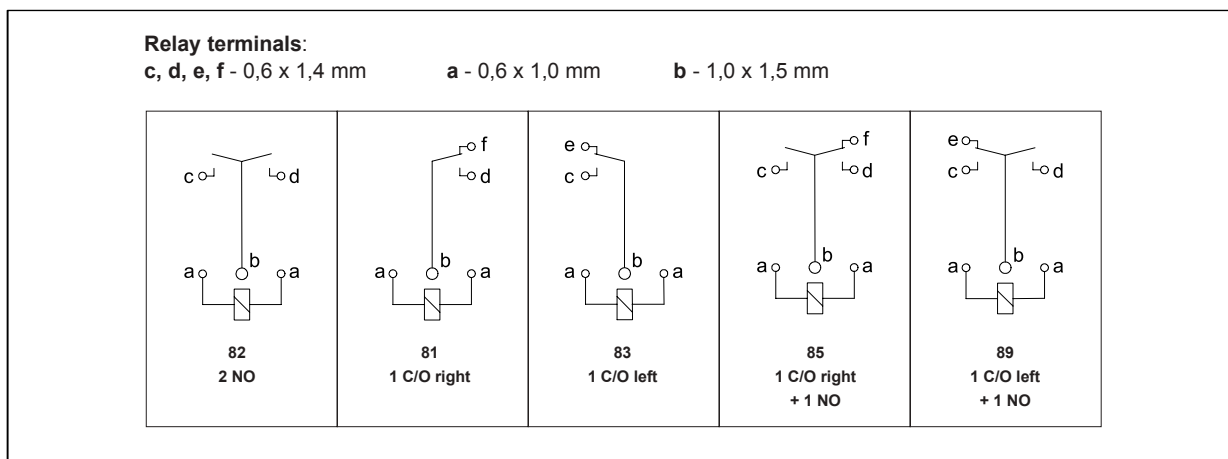 Relay terminals:
c, d, e, f - 0,6 x 1,4 mm a - 0,6 x 1,0 mm b - 1,0 x 1,5 mm
c d
b
a a
82
2 NO
f
d
b
a a
81
1 C/O right
e
c
b
a a
83
1 C/O left
f
c d
b
a a
85
1 C/O right
+ 1 NO
e
c d
b
a a
89
1 C/O left
+ 1 NO